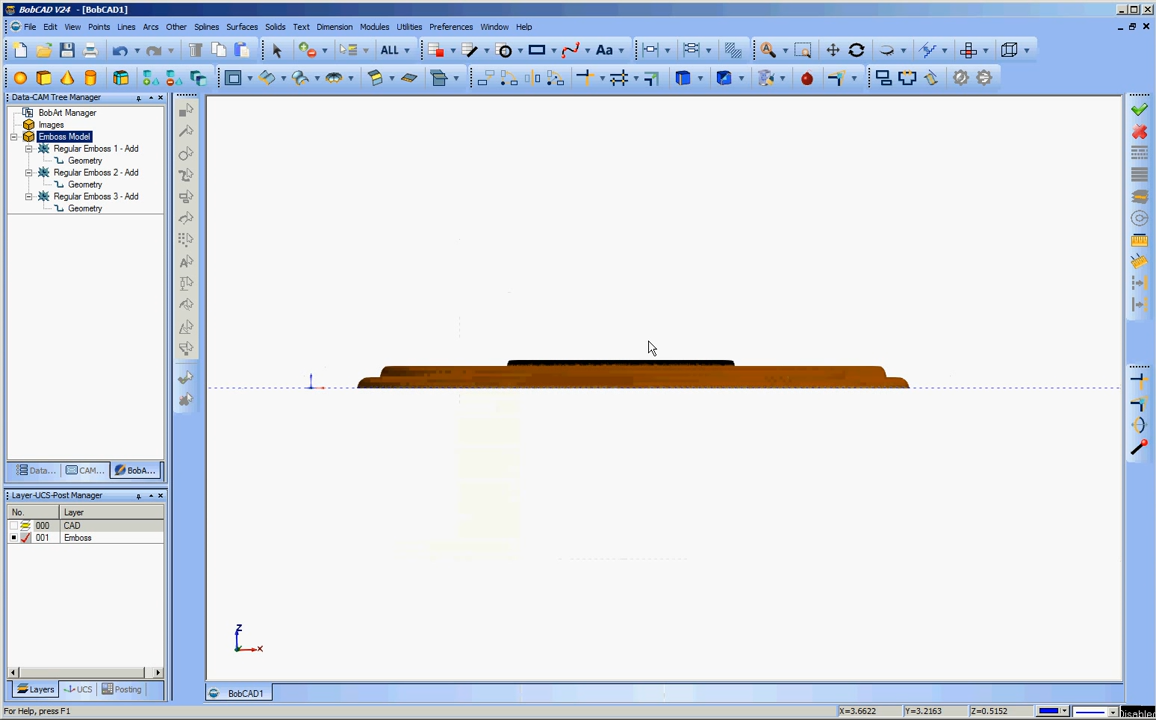 BobCAD V24 - [BobCAD1]
File Edit View Points Lines Arcs Other Splines Surfaces Solids Text Dimension Modules Utilities Preferences Window Help
ALL Aa
Data-CAM Tree Manager
BobArt Manager
Images
Emboss Model
Regular Emboss 1 - Add
Geometry
Regular Emboss 2 - Add
Geometry
Regular Emboss 3 - Add
Geometry
Data... CAM... BobA...
Layer-UCS-Post Manager
No. Layer
000 CAD
001 Emboss
Z
X
Layers UCS Posting
BobCAD1
For Help, press F1
X=3.6622 Y=3.2163 Z=0.5152 Disabled